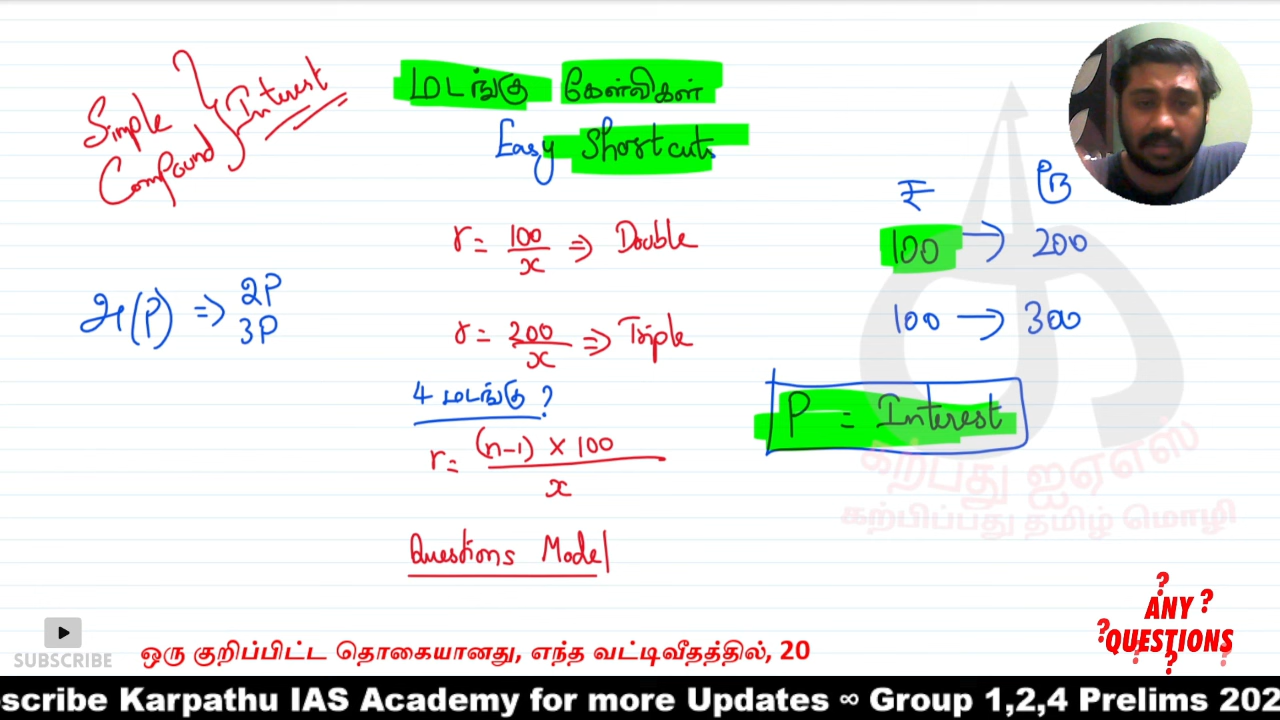 Simple
Compound } Interest
மடங்கு கேள்விகள்
Easy Shortcuts
r = 100/x => Double
r = 200/x => Triple
4 மடங்கு ?
r = (n-1) × 100 / x
Questions Model
(P) => 2P
3P
₹ ரூ
100 → 200
100 → 300
P = Interest
கற்பது ஐஏஎஸ்
கற்பிப்பது தமிழ் மொழி
ANY
QUESTIONS
SUBSCRIBE
ஒரு குறிப்பிட்ட தொகையானது, எந்த வட்டிவீதத்தில், 20
scribe Karpathu IAS Academy for more Updates ∞ Group 1,2,4 Prelims 202